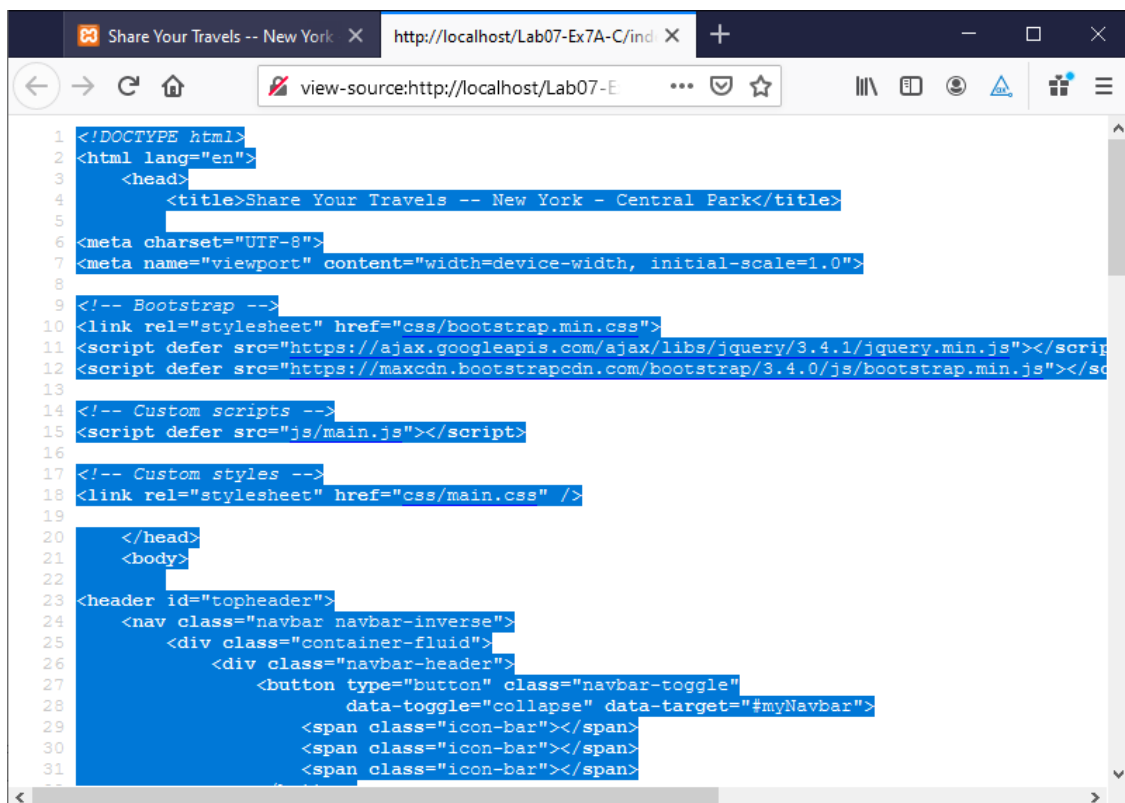 Share Your Travels -- New York
http://localhost/Lab07-Ex7A-C/ind
view-source:http://localhost/Lab07-E
1 <!DOCTYPE html>
2 <html lang="en">
3     <head>
4         <title>Share Your Travels -- New York - Central Park</title>
5
6 <meta charset="UTF-8">
7 <meta name="viewport" content="width=device-width, initial-scale=1.0">
8
9 <!-- Bootstrap -->
10 <link rel="stylesheet" href="css/bootstrap.min.css">
11 <script defer src="https://ajax.googleapis.com/ajax/libs/jquery/3.4.1/jquery.min.js"></scrip
12 <script defer src="https://maxcdn.bootstrapcdn.com/bootstrap/3.4.0/js/bootstrap.min.js"></sc
13
14 <!-- Custom scripts -->
15 <script defer src="js/main.js"></script>
16
17 <!-- Custom styles -->
18 <link rel="stylesheet" href="css/main.css" />
19
20     </head>
21     <body>
22
23 <header id="topheader">
24     <nav class="navbar navbar-inverse">
25         <div class="container-fluid">
26             <div class="navbar-header">
27                 <button type="button" class="navbar-toggle"
28                         data-toggle="collapse" data-target="#myNavbar">
29                     <span class="icon-bar"></span>
30                     <span class="icon-bar"></span>
31                     <span class="icon-bar"></span>